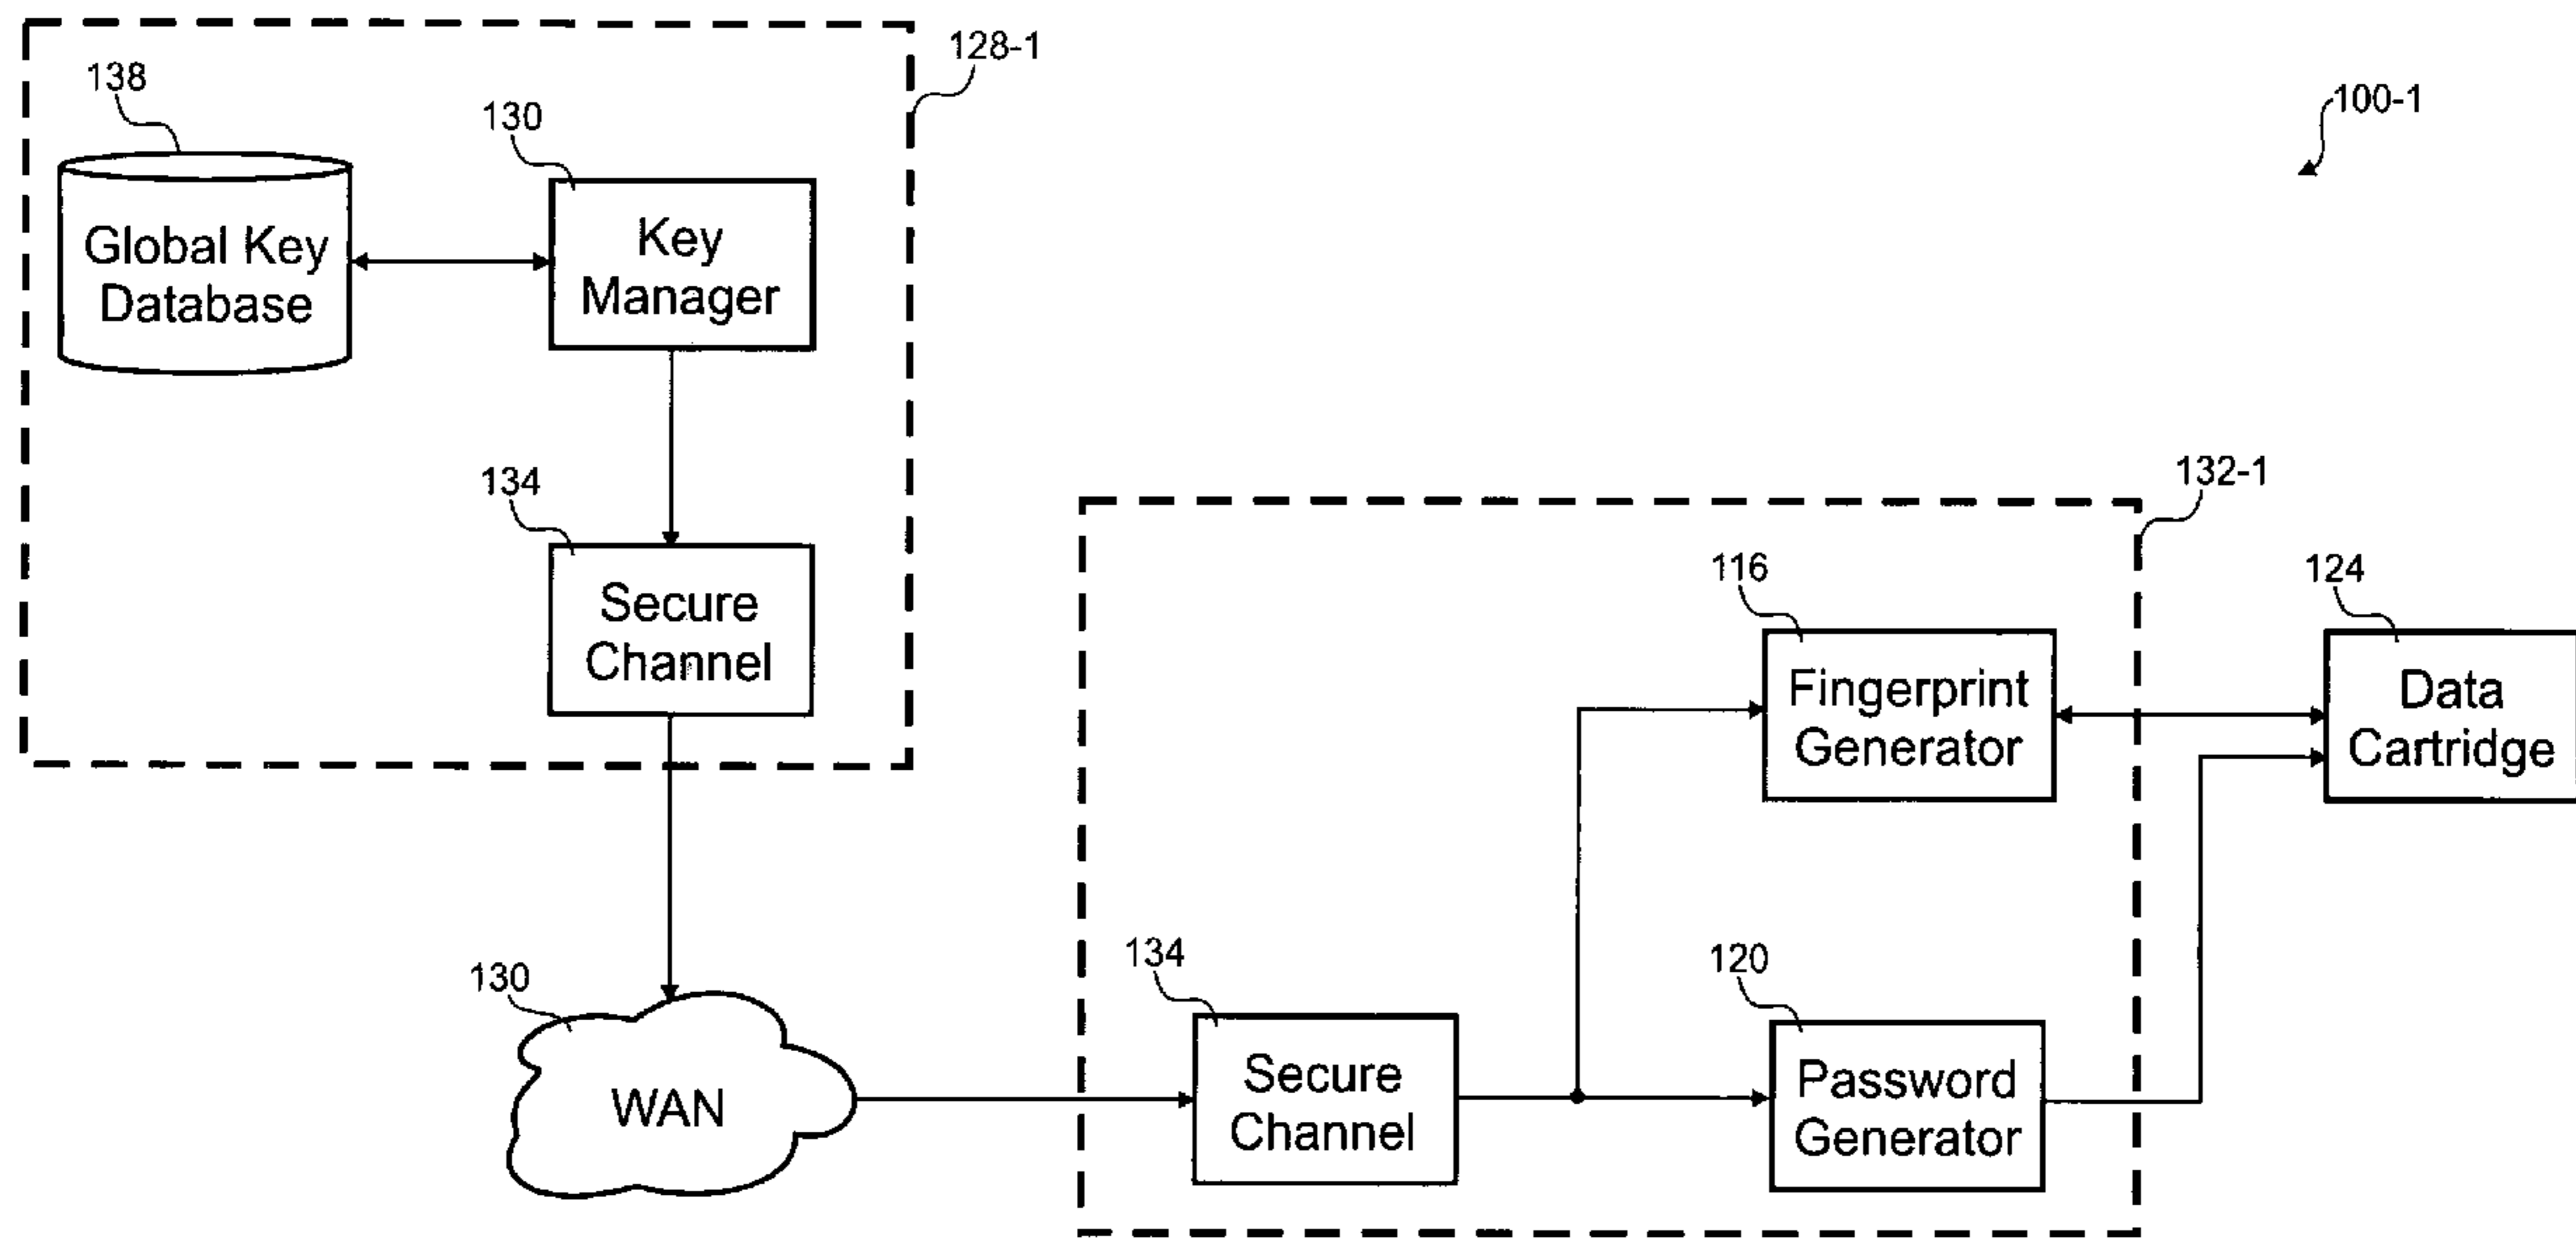 128-1
138
130
100-1
Global Key
Database
Key
Manager
134
132-1
Secure
Channel
116
124
Fingerprint
Generator
Data
Cartridge
130
134
120
WAN
Secure
Channel
Password
Generator